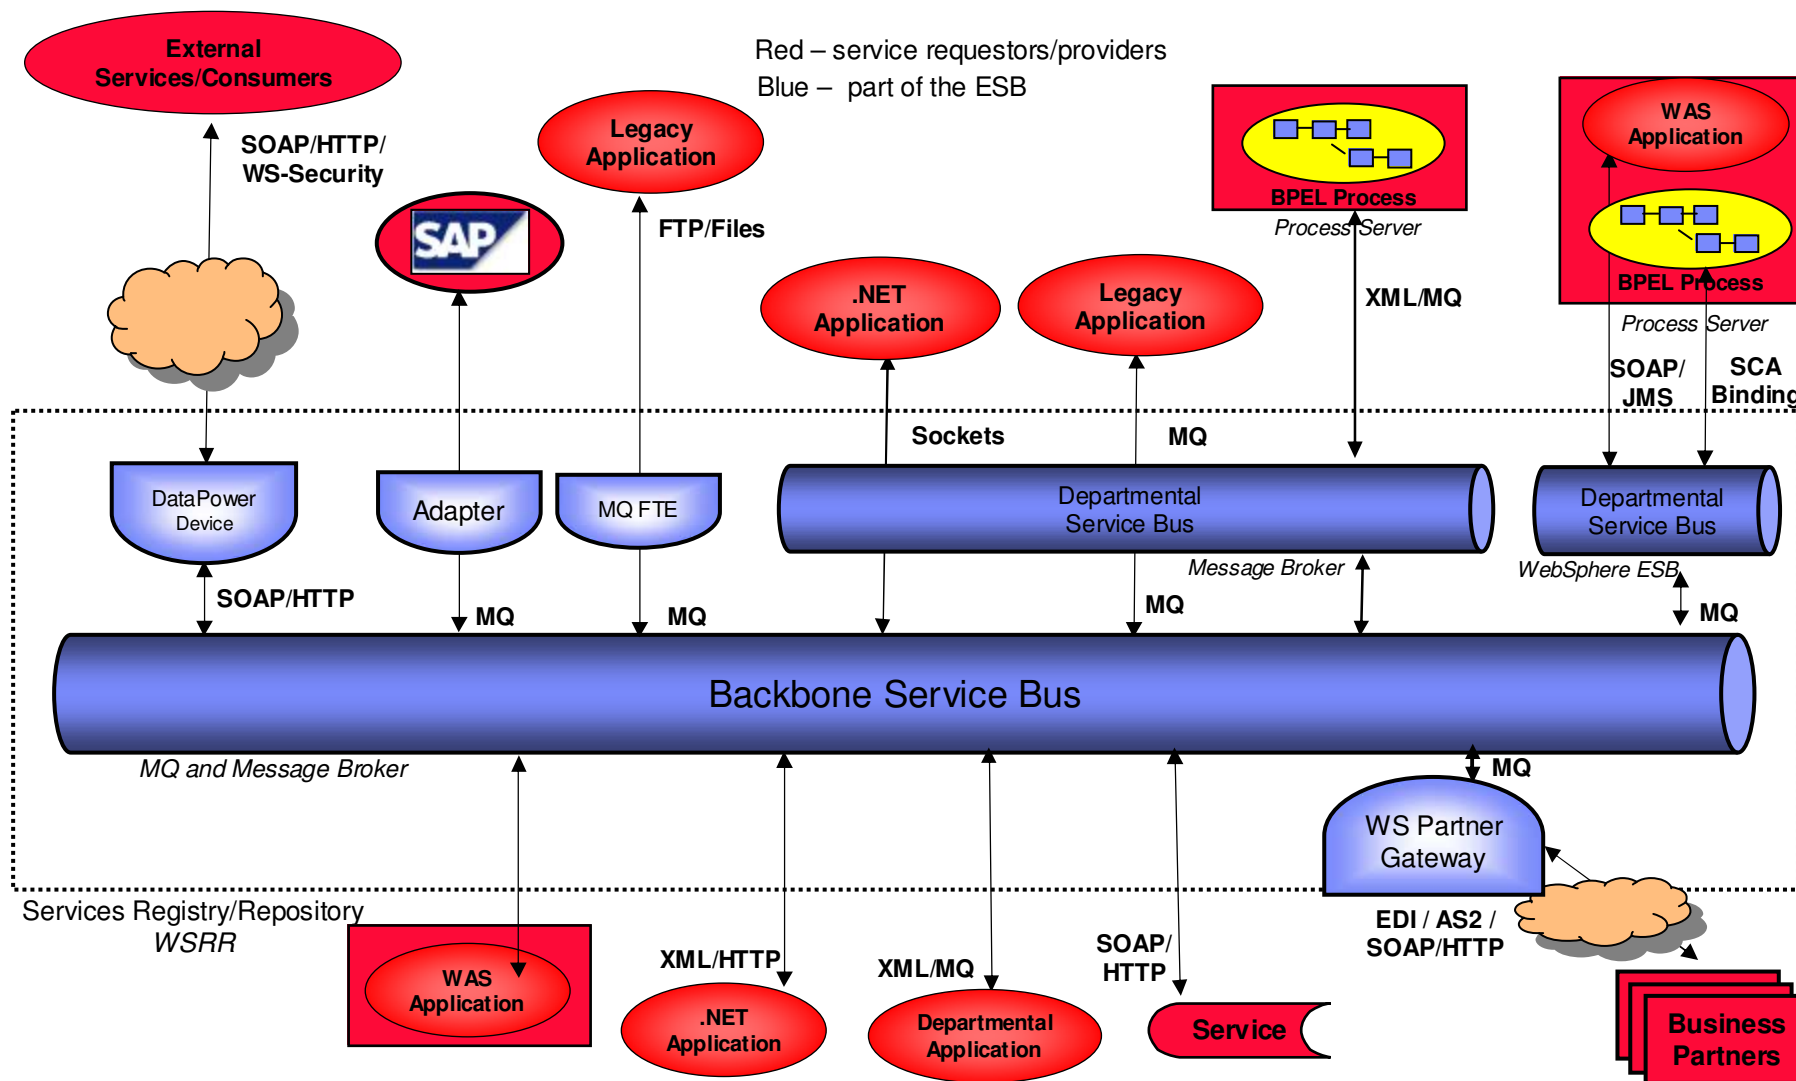 External
Services/Consumers
Red – service requestors/providers
Blue – part of the ESB
SOAP/HTTP/
WS-Security
Legacy
Application
SAP
FTP/Files
.NET
Application
Legacy
Application
BPEL Process
Process Server
XML/MQ
WAS
Application
BPEL Process
Process Server
SOAP/
JMS
SCA
Binding
Sockets
MQ
DataPower
Device
Adapter
MQ FTE
Departmental
Service Bus
Message Broker
Departmental
Service Bus
WebSphere ESB
SOAP/HTTP
MQ
MQ
MQ
MQ
Backbone Service Bus
MQ and Message Broker
MQ
WS Partner
Gateway
Services Registry/Repository
WSRR
WAS
Application
XML/HTTP
.NET
Application
XML/MQ
Departmental
Application
SOAP/
HTTP
Service
EDI / AS2 /
SOAP/HTTP
Business
Partners